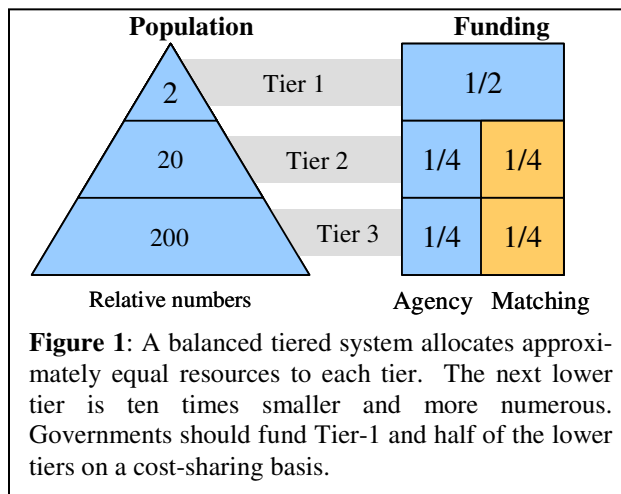 Population Funding
2 Tier 1 1/2
20 Tier 2 1/4 1/4
200 Tier 3 1/4 1/4
Relative numbers Agency Matching
Figure 1: A balanced tiered system allocates approxi-
mately equal resources to each tier. The next lower
tier is ten times smaller and more numerous.
Governments should fund Tier-1 and half of the lower
tiers on a cost-sharing basis.